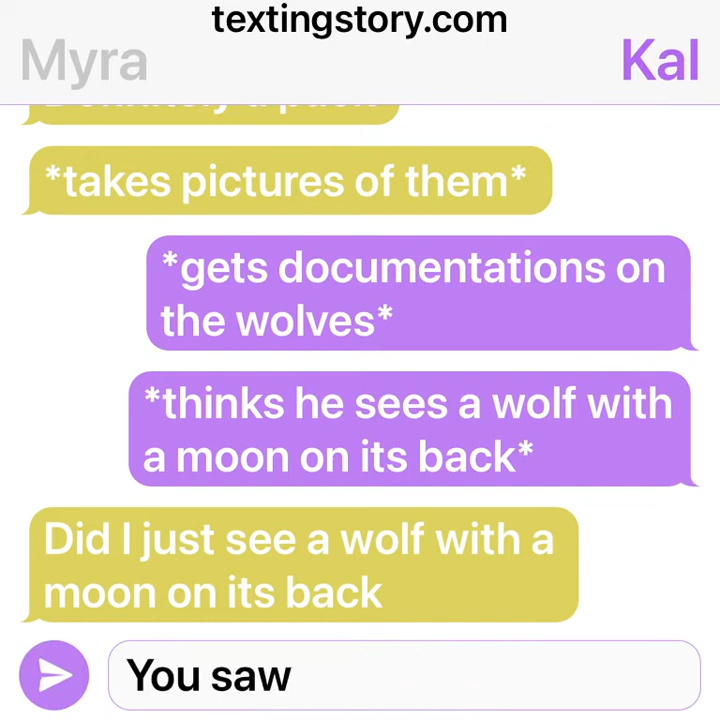 textingstory.com
Myra
Kal
*takes pictures of them*
*gets documentations on
the wolves*
*thinks he sees a wolf with
a moon on its back*
Did I just see a wolf with a
moon on its back
You saw